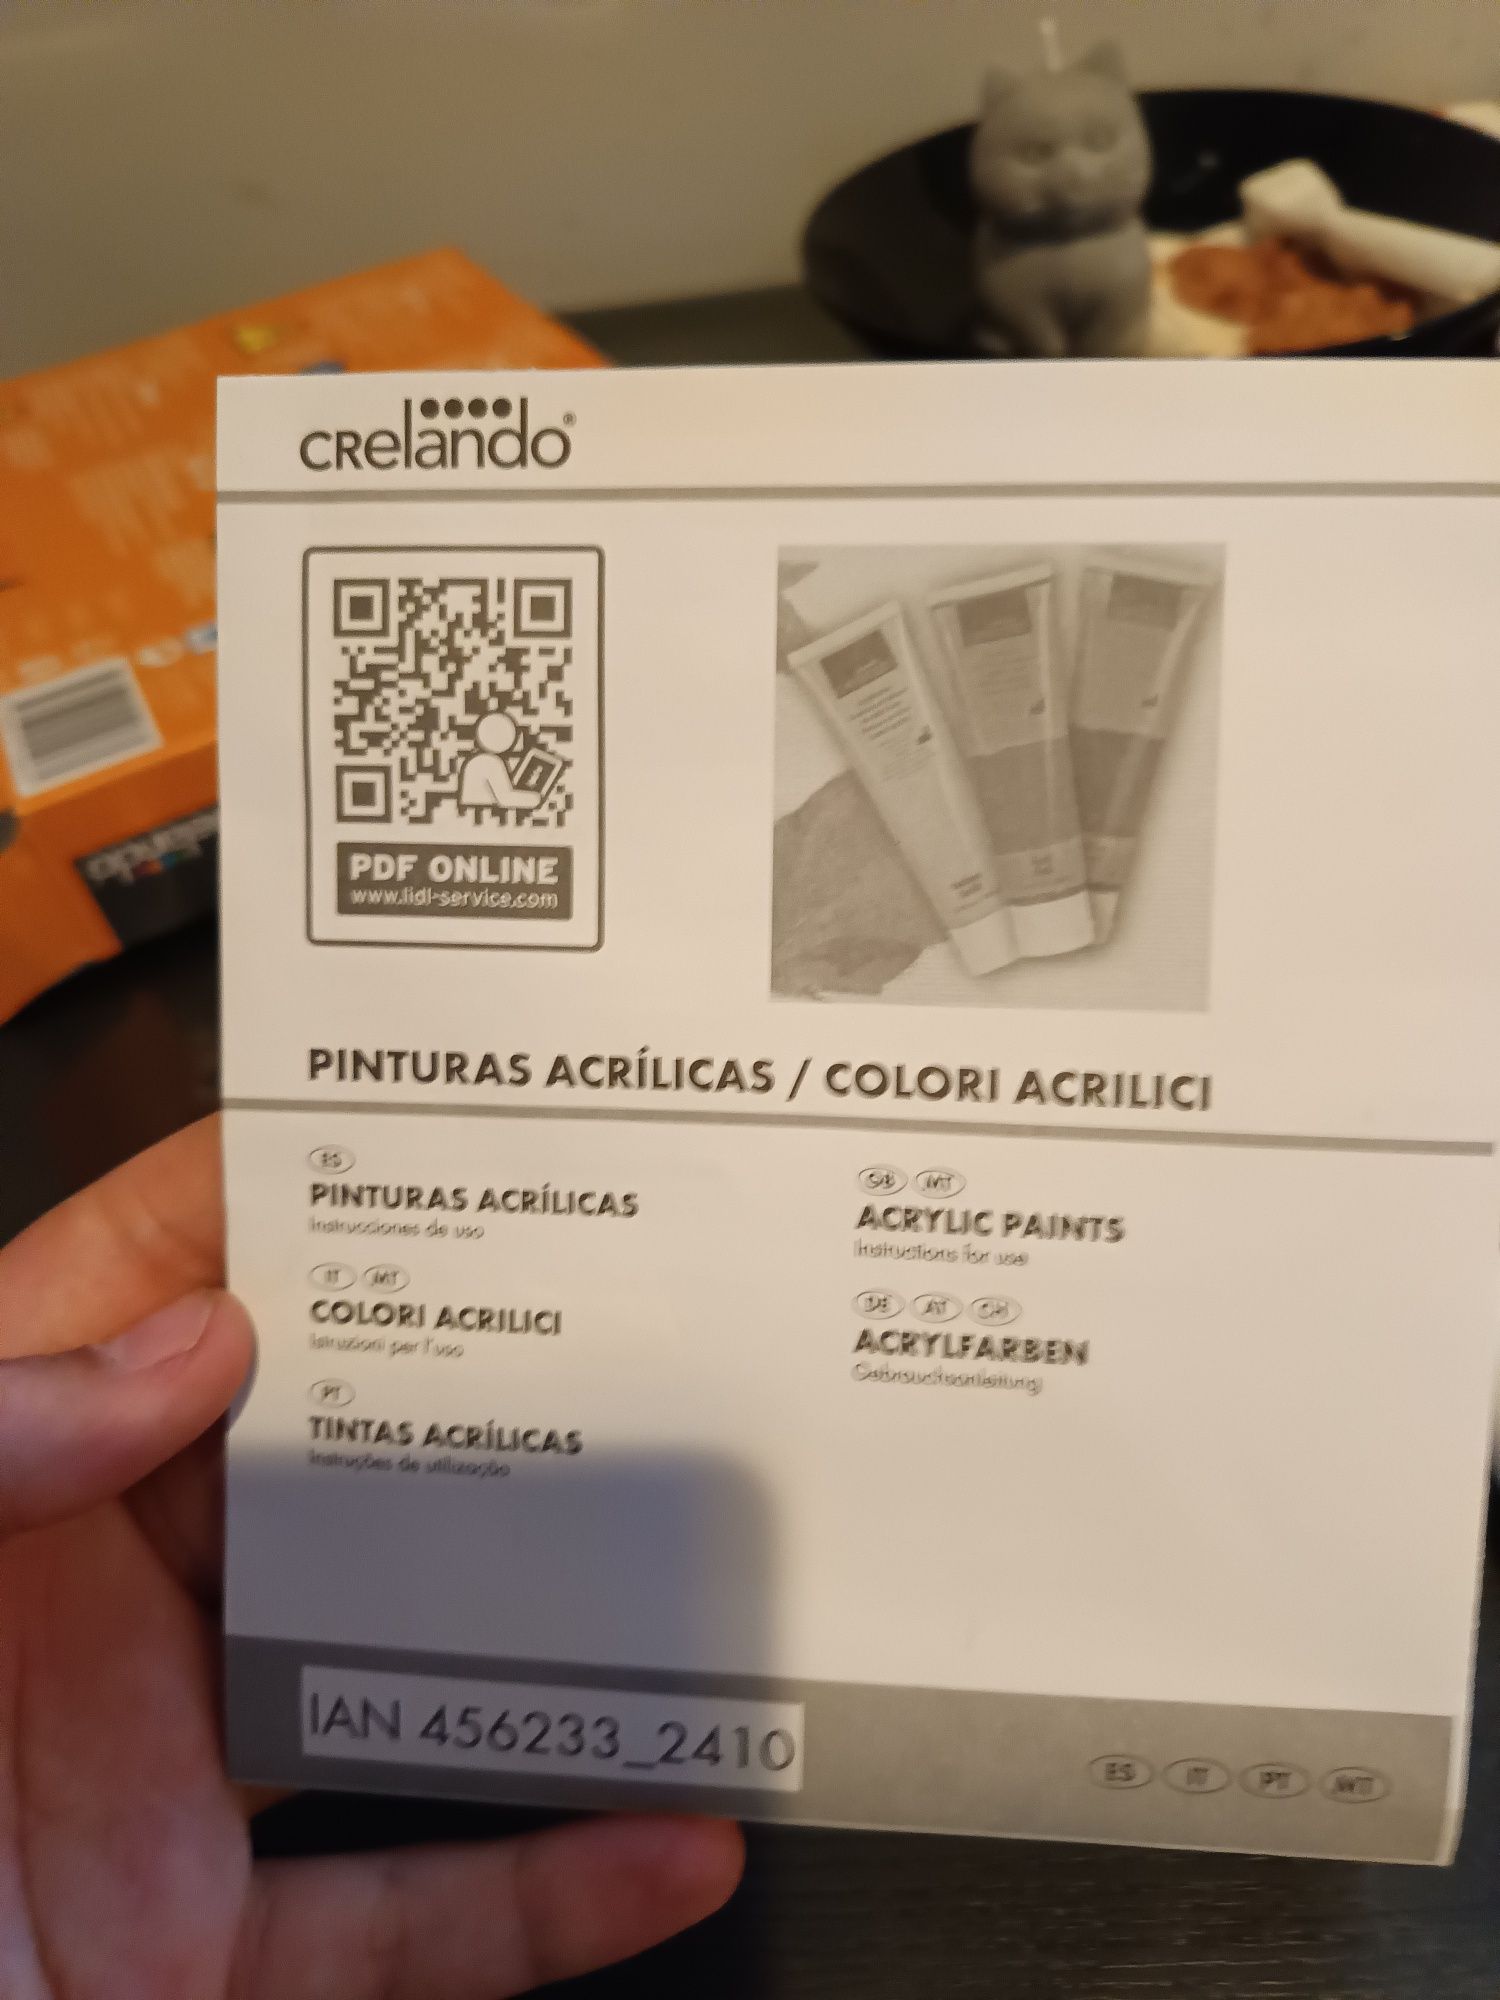 CRelando®
PDF ONLINE
www.lidl-service.com
PINTURAS ACRÍLICAS / COLORI ACRILICI
ES
PINTURAS ACRÍLICAS
Instrucciones de uso
IT MT
COLORI ACRILICI
Istruzioni per l'uso
PT
TINTAS ACRÍLICAS
Instruções de utilização
GB MT
ACRYLIC PAINTS
Instructions for use
DE AT CH
ACRYLFARBEN
Gebrauchsanleitung
IAN 456233_2410
ES IT PT MT